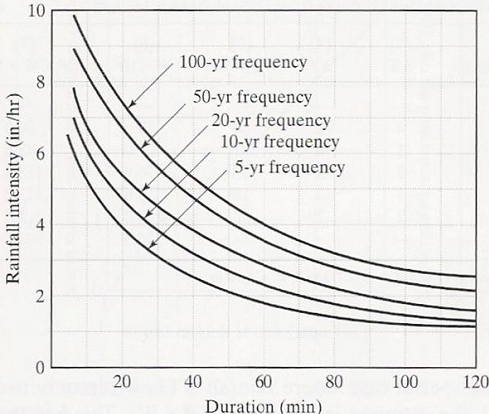 10
8
6
4
2
0
Rainfall intensity (in./hr)
100-yr frequency
50-yr frequency
20-yr frequency
10-yr frequency
5-yr frequency
20
40
60
80
100
120
Duration (min)